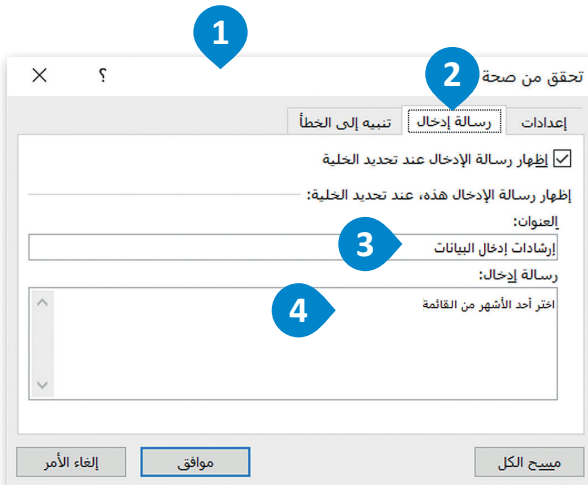 1
تحقق من صحة
2
؟
إعدادات
رسالة إدخال
تنبيه إلى الخطأ
إظهار رسالة الإدخال عند تحديد الخلية
إظهار رسالة الإدخال هذه، عند تحديد الخلية:
العنوان:
إرشادات إدخال البيانات
3
رسالة إدخال:
اختر أحد الأشهر من القائمة
4
مسح الكل
موافق
إلغاء الأمر